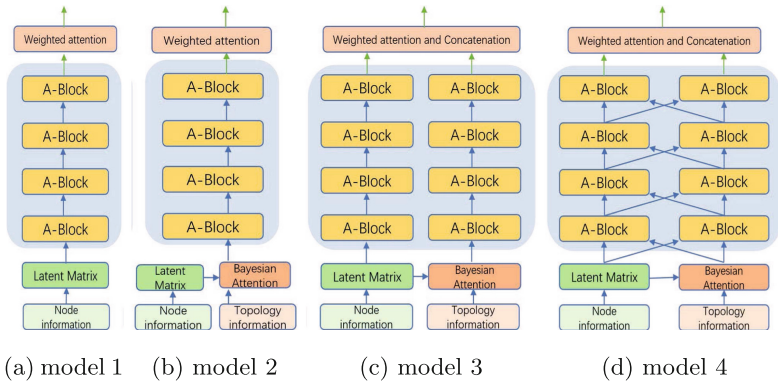 Weighted attention
A-Block
A-Block
A-Block
A-Block
Latent Matrix
Node
information
(a) model 1
Weighted attention
A-Block
A-Block
A-Block
A-Block
Latent
Matrix
Bayesian
Attention
Node
information
Topology
information
(b) model 2
Weighted attention and Concatenation
A-Block
A-Block
A-Block
A-Block
A-Block
A-Block
A-Block
A-Block
Latent Matrix
Bayesian
Attention
Node
information
Topology
information
(c) model 3
Weighted attention and Concatenation
A-Block
A-Block
A-Block
A-Block
A-Block
A-Block
A-Block
A-Block
Latent Matrix
Bayesian
Attention
Node
information
Topology
information
(d) model 4